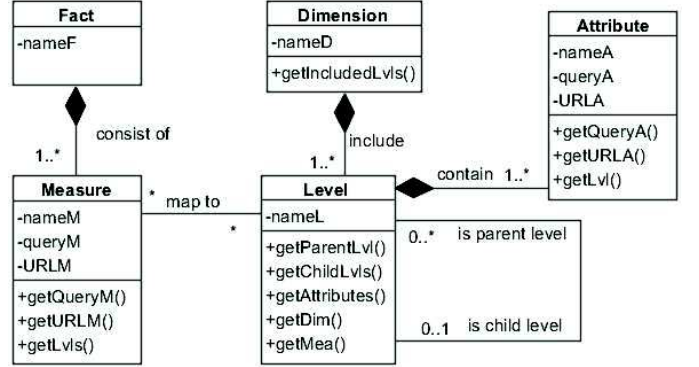 Fact
-nameF
Dimension
-nameD
+getIncludedLvls()
Attribute
-nameA
-queryA
-URLA
+getQueryA()
+getURLA()
+getLvl()
consist of
1..*
include
1..*
contain 1..*
Measure
-nameM
-queryM
-URLM
+getQueryM()
+getURLM()
+getLvls()
* map to
*
Level
-nameL
+getParentLvl()
+getChildLvls()
+getAttributes()
+getDim()
+getMea()
0..* is parent level
0..1 is child level